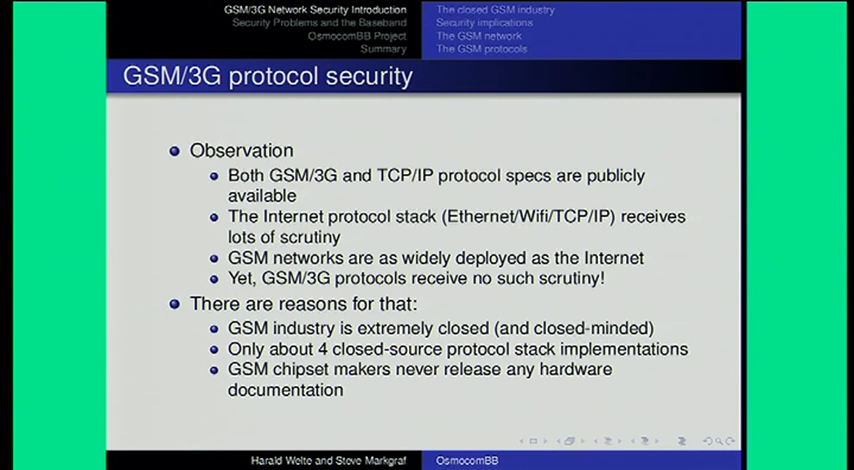 GSM/3G Network Security Introduction
Security Problems and the Baseband
OsmocomBB Project
Summary
The closed GSM industry
Security implications
The GSM network
The GSM protocols
GSM/3G protocol security
Observation
Both GSM/3G and TCP/IP protocol specs are publicly
available
The Internet protocol stack (Ethernet/Wifi/TCP/IP) receives
lots of scrutiny
GSM networks are as widely deployed as the Internet
Yet, GSM/3G protocols receive no such scrutiny!
There are reasons for that:
GSM industry is extremely closed (and closed-minded)
Only about 4 closed-source protocol stack implementations
GSM chipset makers never release any hardware
documentation
Harald Welte and Steve Markgraf
OsmocomBB